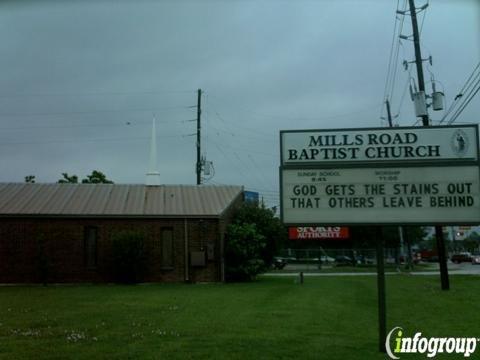 Mills Road
Baptist Church
Sunday School Worship
9:45 11:00
God Gets The Stains Out
That Others Leave Behind
Sports
Authority
infogroup